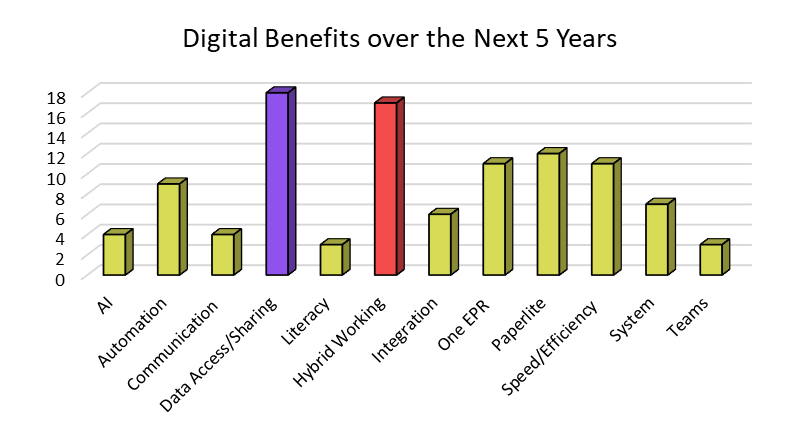 Digital Benefits over the Next 5 Years
18
16
14
12
10
8
6
4
2
0
AI
Automation
Communication
Data Access/Sharing
Literacy
Hybrid Working
Integration
One EPR
Paperlite
Speed/Efficiency
System
Teams